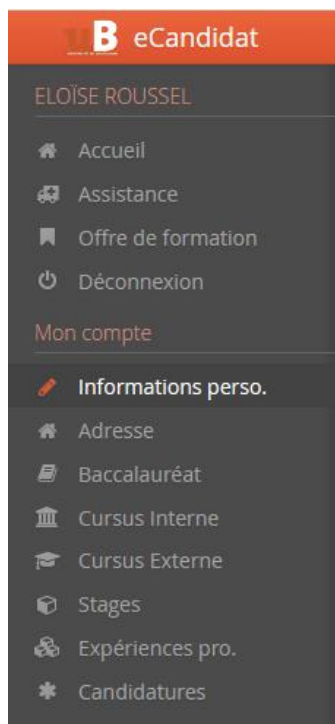 uB eCandidat
ELOÏSE ROUSSEL
Accueil
Assistance
Offre de formation
Déconnexion
Mon compte
Informations perso.
Adresse
Baccalauréat
Cursus Interne
Cursus Externe
Stages
Expériences pro.
Candidatures